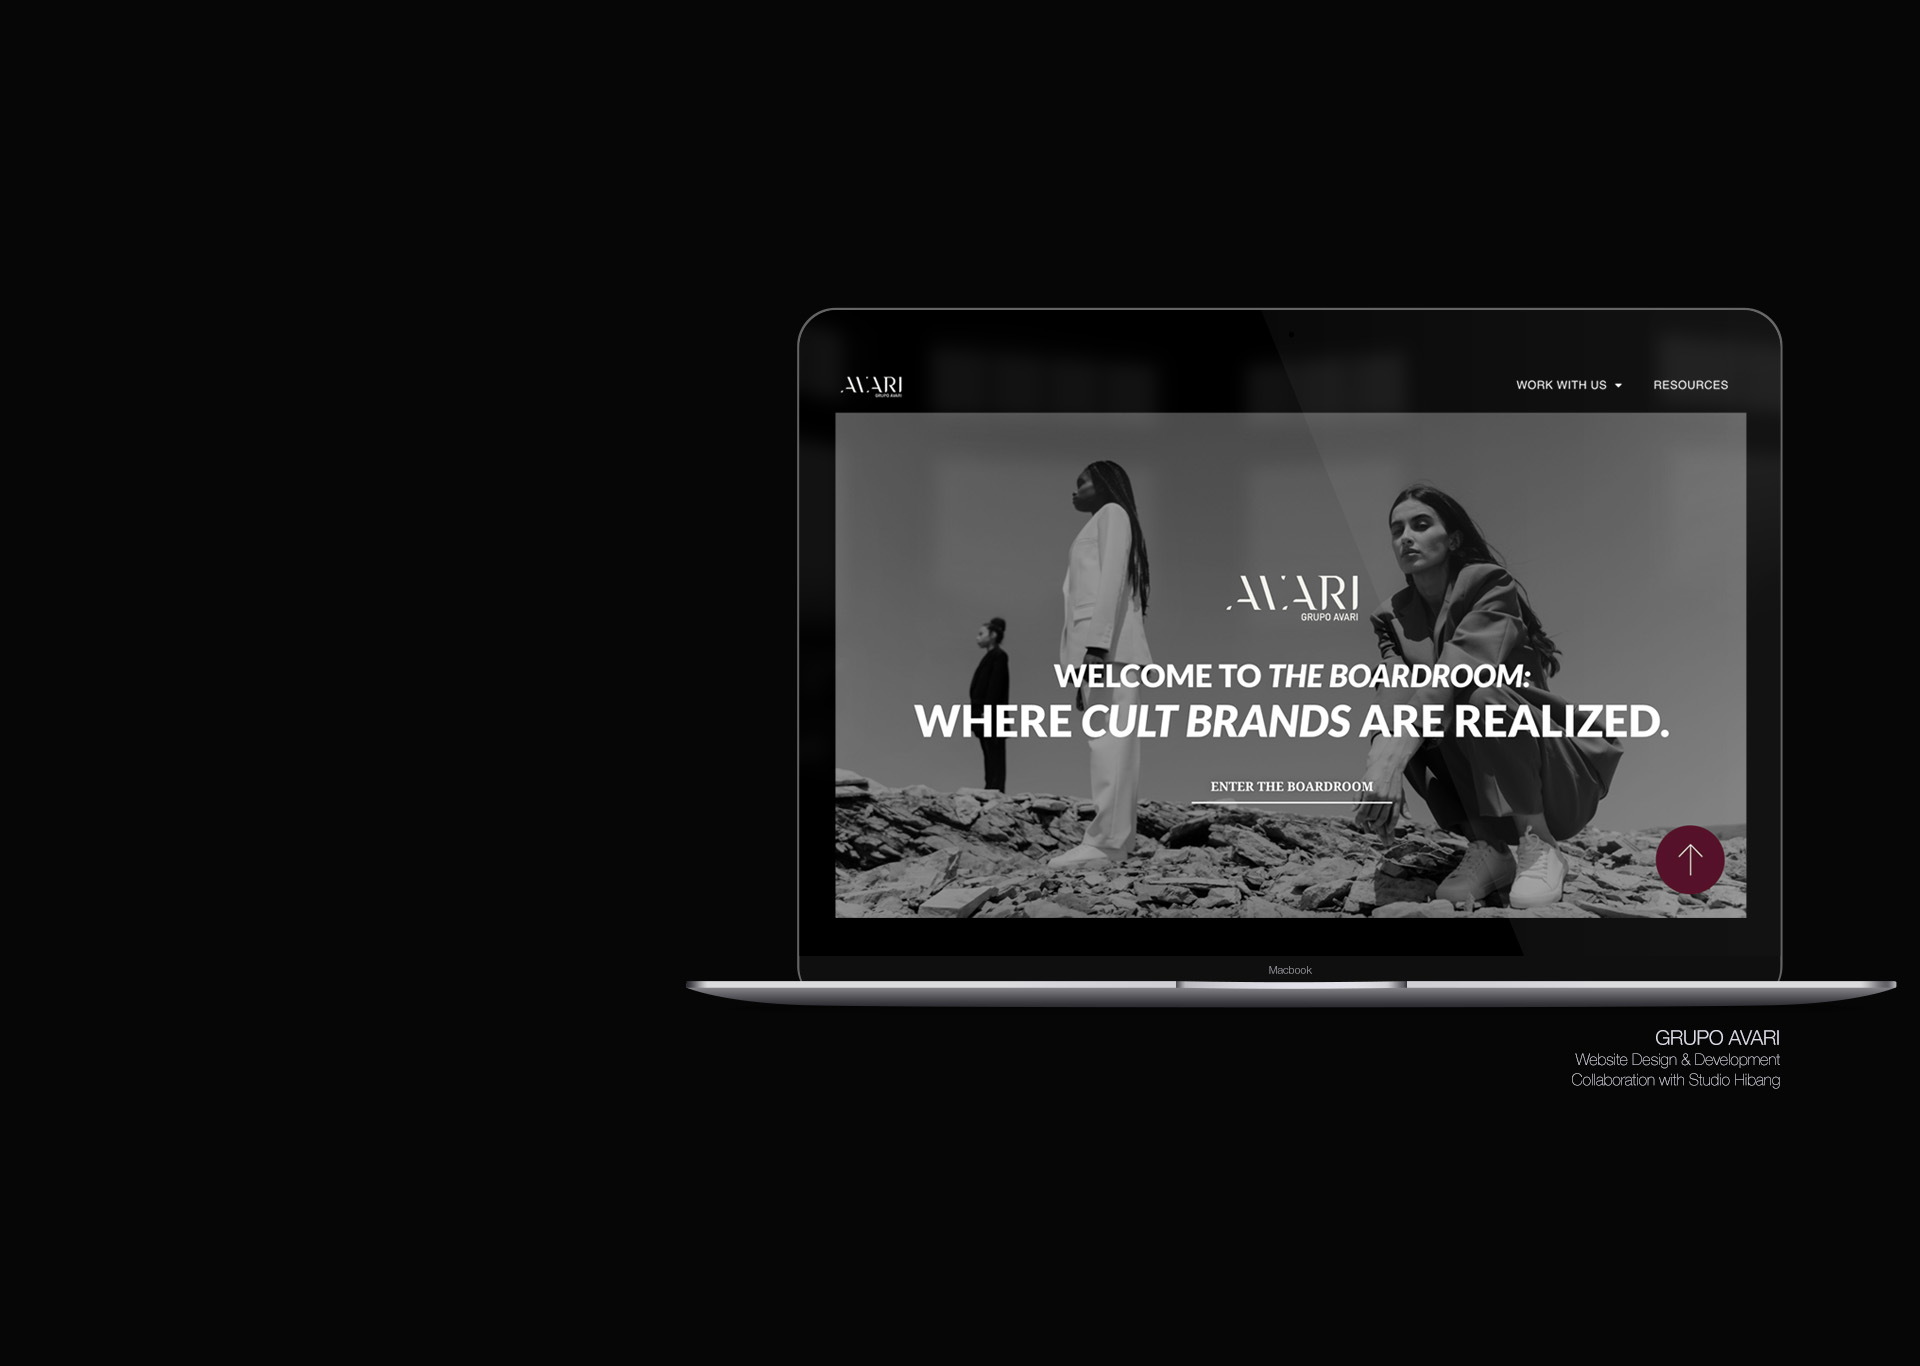 AVARI
GRUPO AVARI
WORK WITH US
RESOURCES
AVARI
GRUPO AVARI
WELCOME TO THE BOARDROOM:
WHERE CULT BRANDS ARE REALIZED.
ENTER THE BOARDROOM
Macbook
GRUPO AVARI
Website Design & Development
Collaboration with Studio Hibang